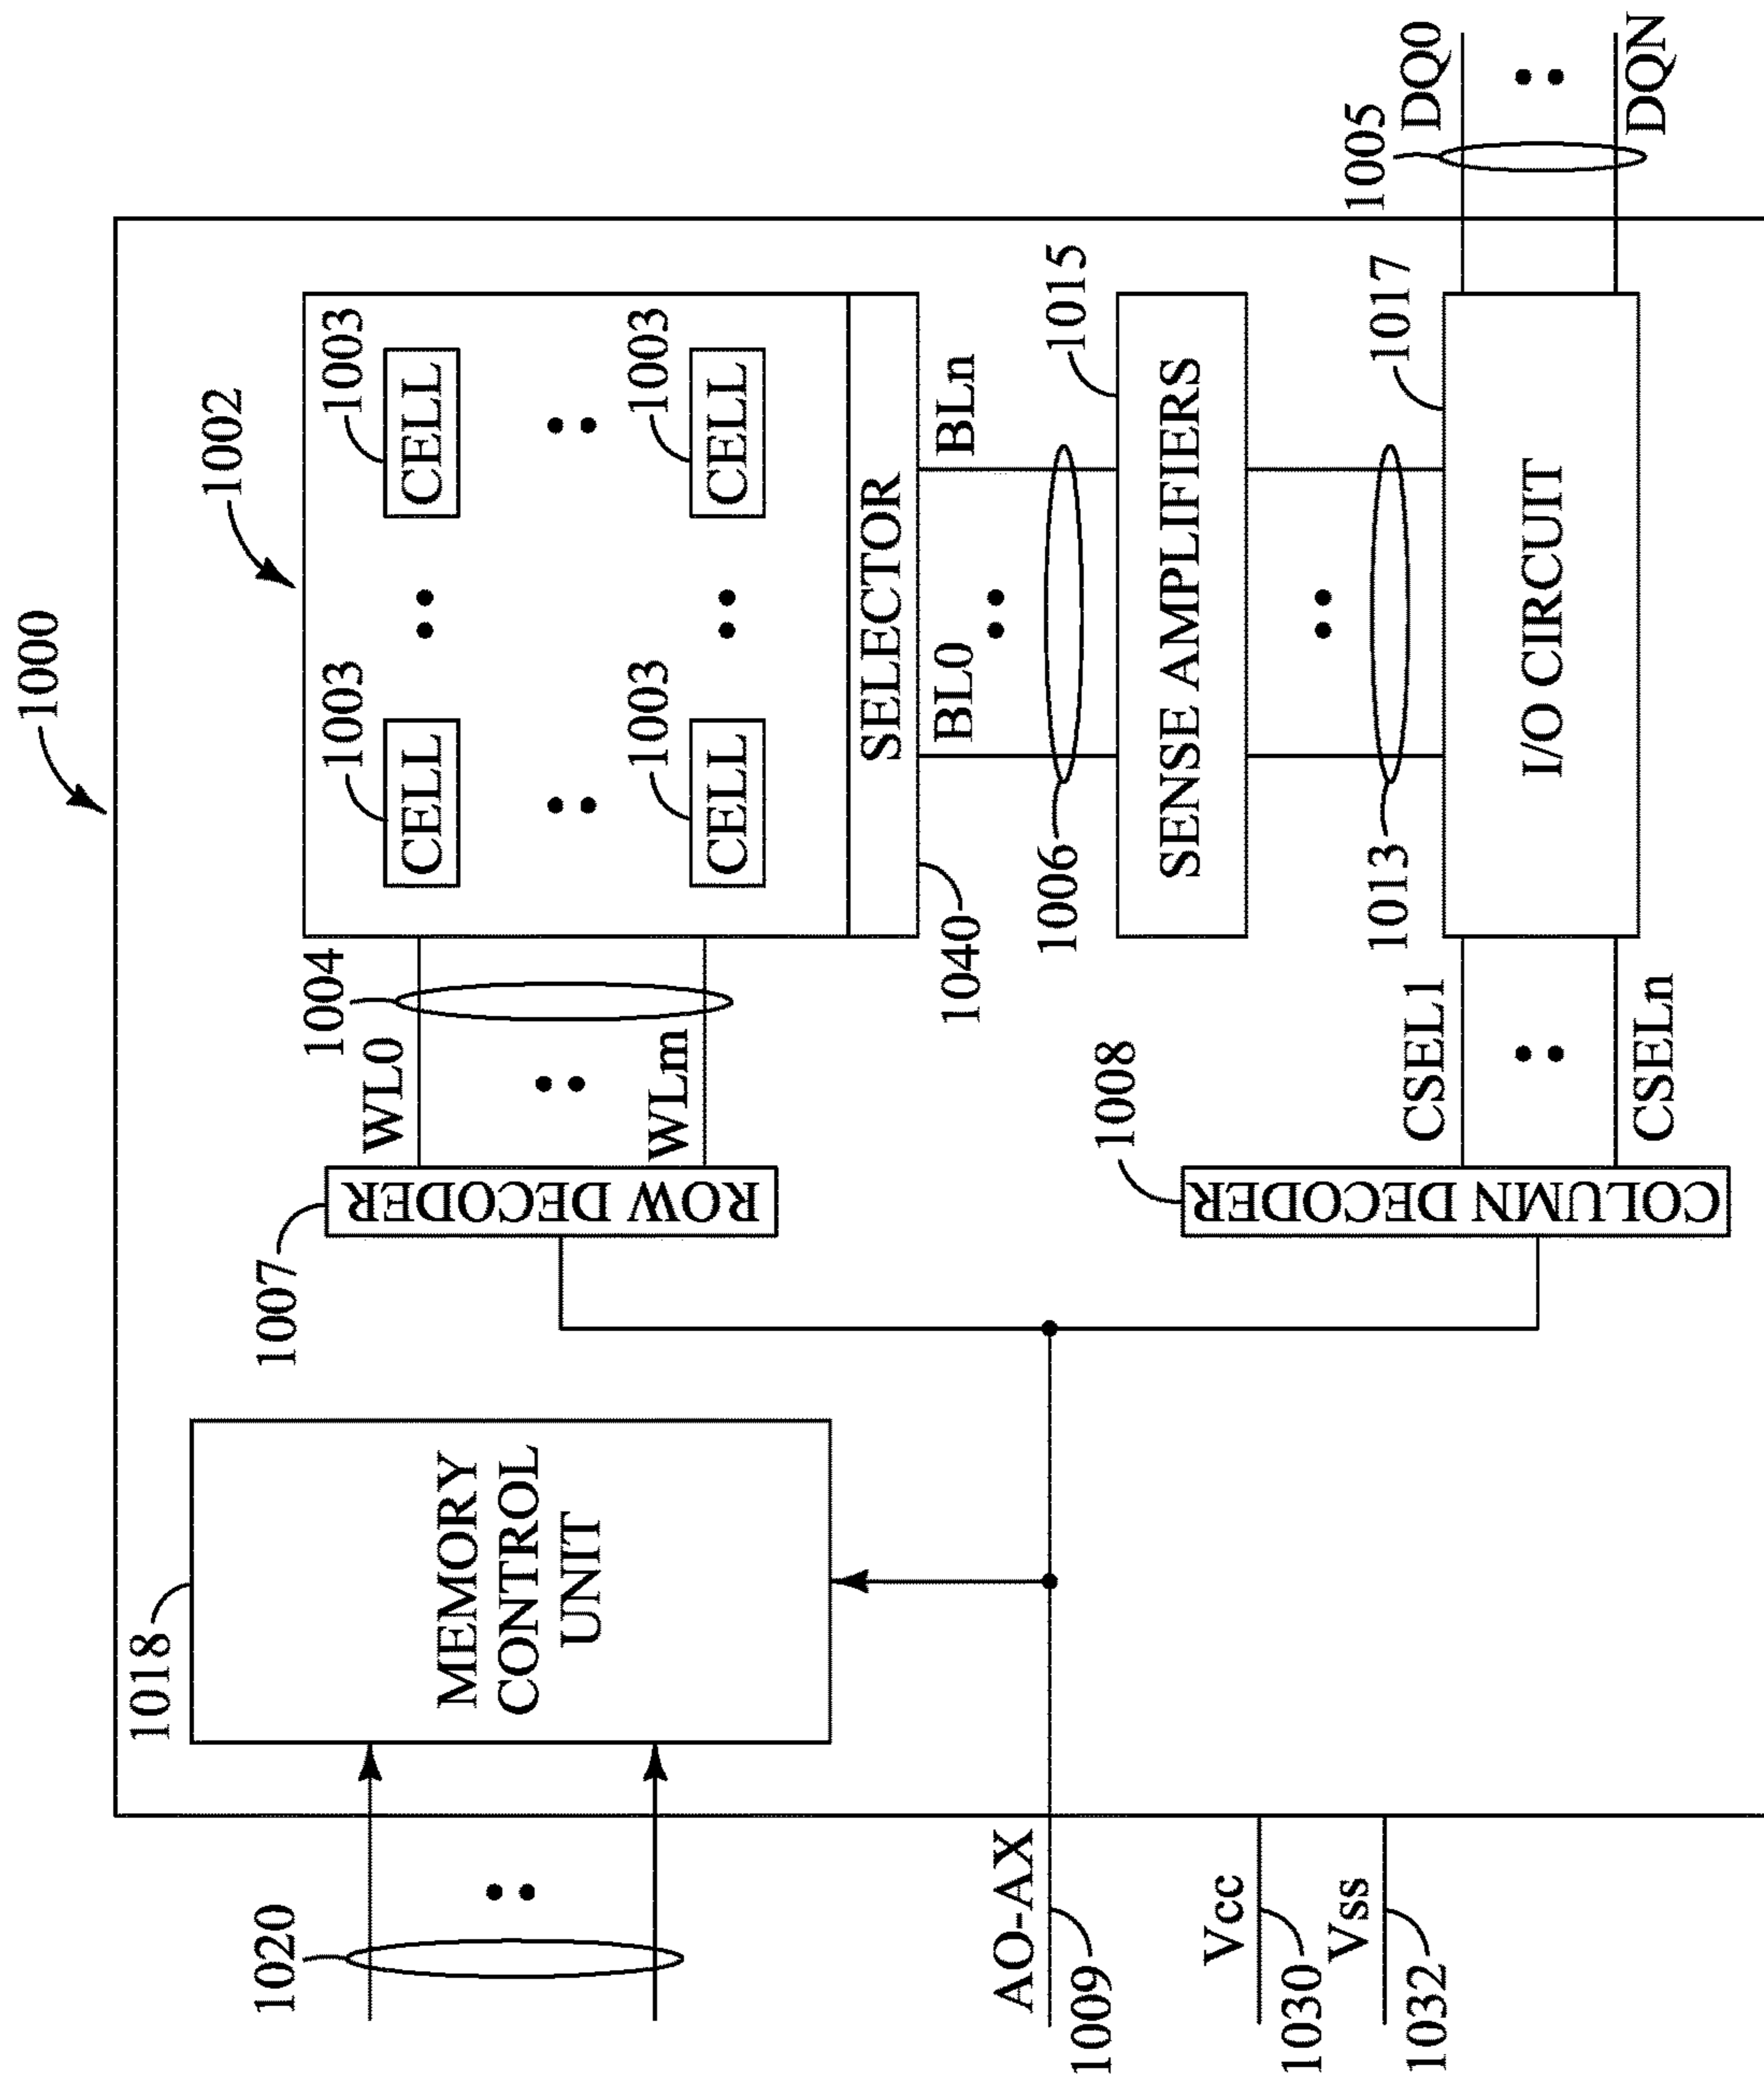 1000
1002
1018
1003
1003
CELL
CELL
1003
1003
CELL
CELL
1004
WL0
WLm
1007
ROW DECODER
MEMORY
CONTROL
UNIT
1020
SELECTOR
1040
BL0
BLn
1006
1015
SENSE AMPLIFIERS
1013
1017
I/O CIRCUIT
1005
DQ0
DQN
1008
COLUMN DECODER
CSEL1
CSELn
AO-AX
1009
Vcc
1030
Vss
1032